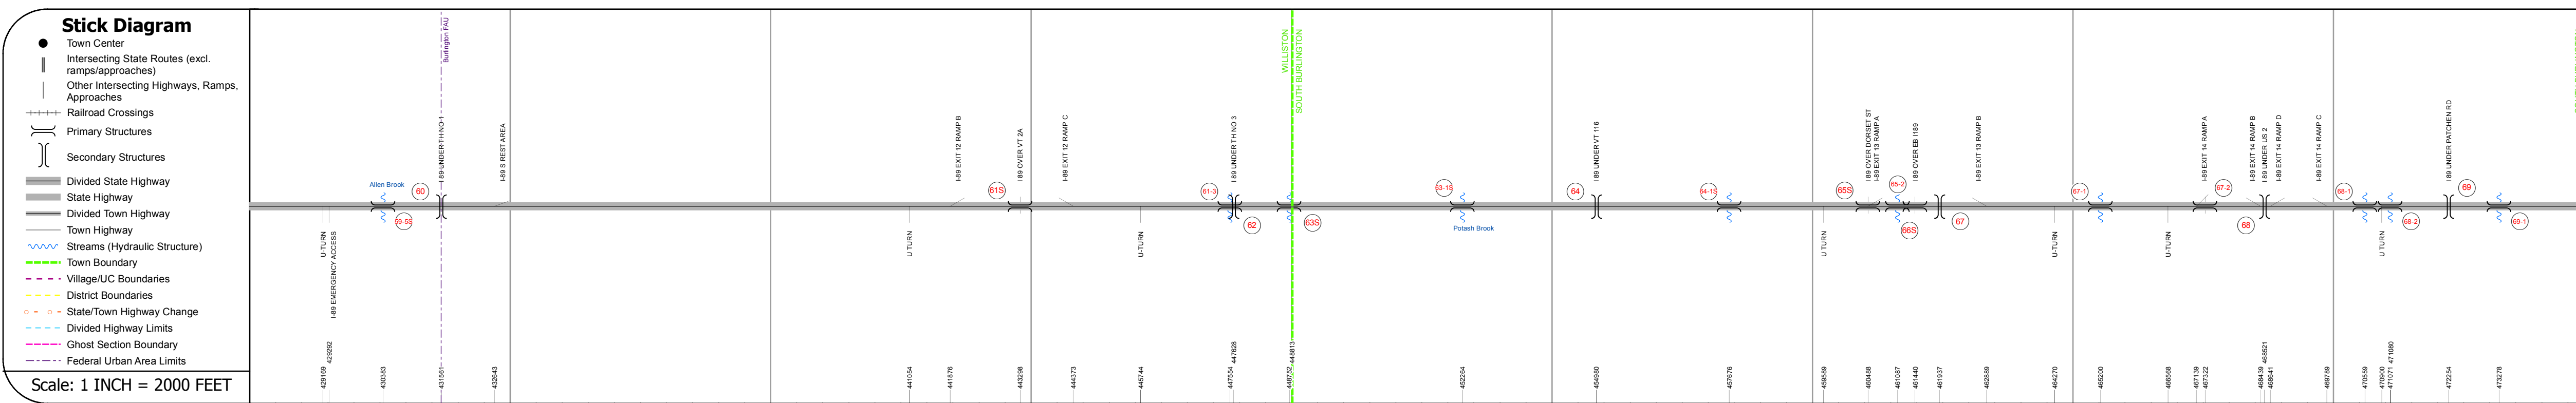 Stick Diagram
Town Center
Intersecting State Routes (excl.
ramps/approaches)
Other Intersecting Highways, Ramps,
Approaches
Railroad Crossings
Primary Structures
Secondary Structures
Divided State Highway
State Highway
Divided Town Highway
Town Highway
Streams (Hydraulic Structure)
Town Boundary
Village/UC Boundaries
District Boundaries
State/Town Highway Change
Divided Highway Limits
Ghost Section Boundary
Federal Urban Area Limits
Scale: 1 INCH = 2000 FEET
Burlington FAU
WILLISTON
SOUTH BURLINGTON
I 89 UNDER TH NO 1
I-89 S REST AREA
I-89 EXIT 12 RAMP B
I 89 OVER VT 2A
I-89 EXIT 12 RAMP C
I 89 UNDER TH NO 3
I 89 UNDER VT 116
I 89 OVER DORSET ST
I-89 EXIT 13 RAMP A
I 89 OVER EB I189
I-89 EXIT 13 RAMP B
I-89 EXIT 14 RAMP A
I-89 EXIT 14 RAMP B
I 89 UNDER US 2
I-89 EXIT 14 RAMP D
I-89 EXIT 14 RAMP C
I 89 UNDER PATCHEN RD
Allen Brook
60
59-5S
61S
61-3
62
63S
63-1S
Potash Brook
64
64-1S
65S
65-2
66S
67
67-1
67-2
68
68-1
68-2
69
69-1
U-TURN
I-89 EMERGENCY ACCESS
U TURN
U-TURN
U TURN
U-TURN
U-TURN
U TURN
429169
429292
430383
431561
432643
441054
441876
443298
444373
445744
447554
447628
448752
448813
452264
454980
457676
459589
460488
461087
461440
461937
462889
464270
465200
466568
467139
467322
468439
468521
468641
469789
470559
470900
471071
471080
472254
473278